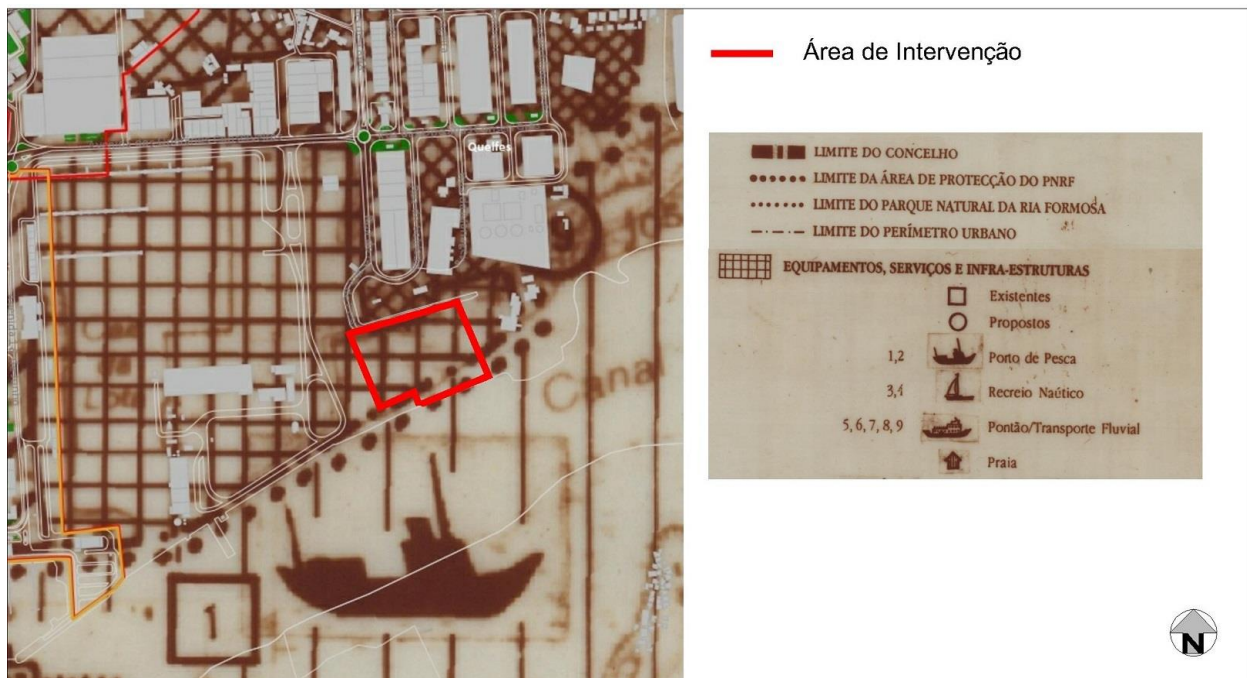 Quelfes
Canal
1
Área de Intervenção
LIMITE DO CONCELHO
LIMITE DA ÁREA DE PROTECÇÃO DO PNRF
LIMITE DO PARQUE NATURAL DA RIA FORMOSA
LIMITE DO PERÍMETRO URBANO
EQUIPAMENTOS, SERVIÇOS E INFRA-ESTRUTURAS
Existentes
Propostos
1,2 Porto de Pesca
3,4 Recreio Naútico
5, 6, 7, 8, 9 Pontão/Transporte Fluvial
Praia
N